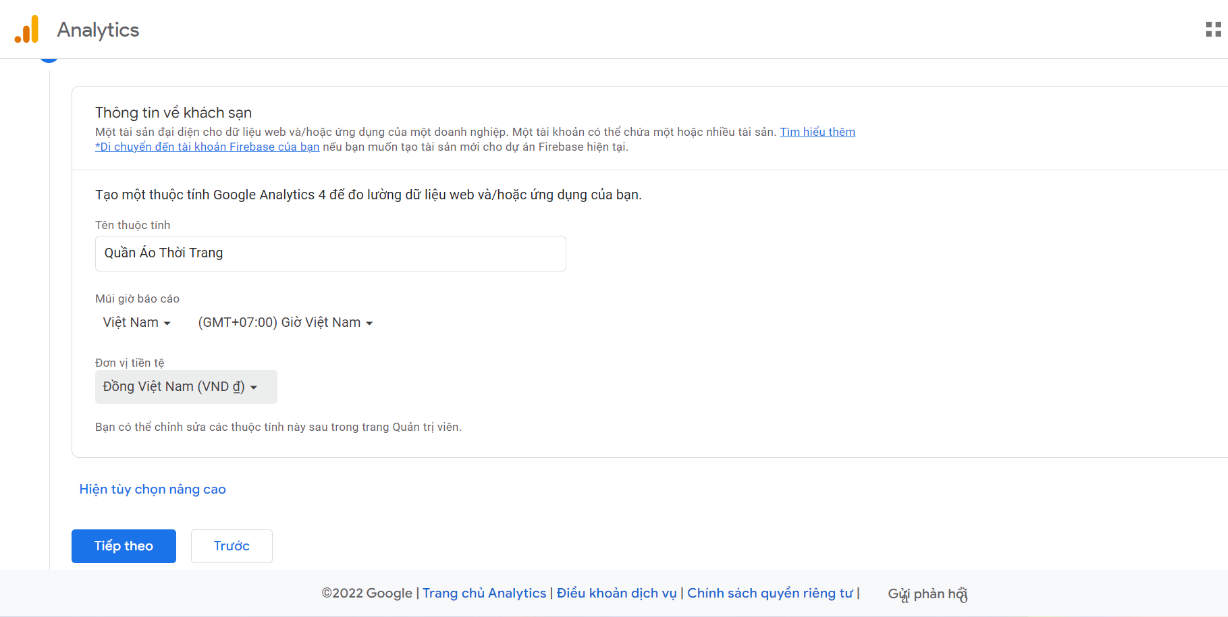 Analytics
Thông tin về khách sạn
Một tài sản đại diện cho dữ liệu web và/hoặc ứng dụng của một doanh nghiệp. Một tài khoản có thể chứa một hoặc nhiều tài sản. Tìm hiểu thêm
*Di chuyển đến tài khoản Firebase của bạn nếu bạn muốn tạo tài sản mới cho dự án Firebase hiện tại.
Tạo một thuộc tính Google Analytics 4 để đo lường dữ liệu web và/hoặc ứng dụng của bạn.
Tên thuộc tính
Quần Áo Thời Trang
Múi giờ báo cáo
Việt Nam (GMT+07:00) Giờ Việt Nam
Đơn vị tiền tệ
Đồng Việt Nam (VND ₫)
Bạn có thể chỉnh sửa các thuộc tính này sau trong trang Quản trị viên.
Hiện tùy chọn nâng cao
Tiếp theo Trước
©2022 Google | Trang chủ Analytics | Điều khoản dịch vụ | Chính sách quyền riêng tư | Gửi phản hồi